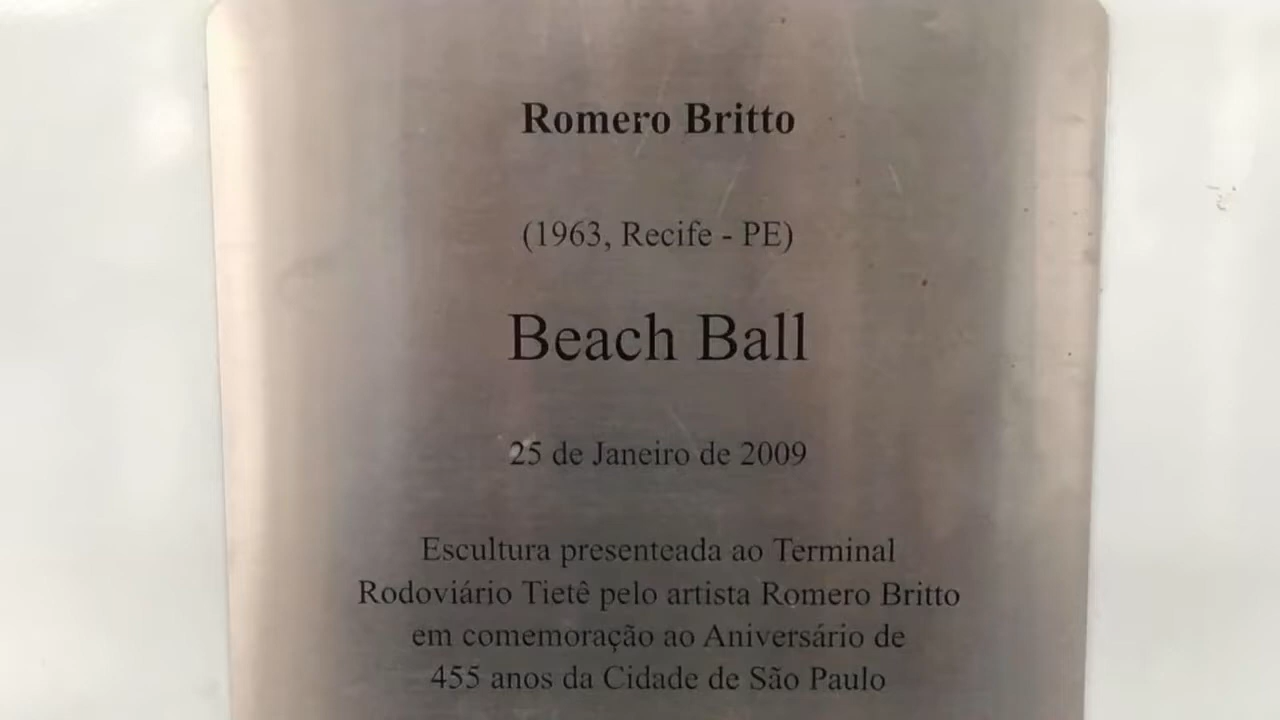 Romero Britto
(1963, Recife - PE)
Beach Ball
25 de Janeiro de 2009
Escultura presenteada ao Terminal
Rodoviário Tietê pelo artista Romero Britto
em comemoração ao Aniversário de
455 anos da Cidade de São Paulo